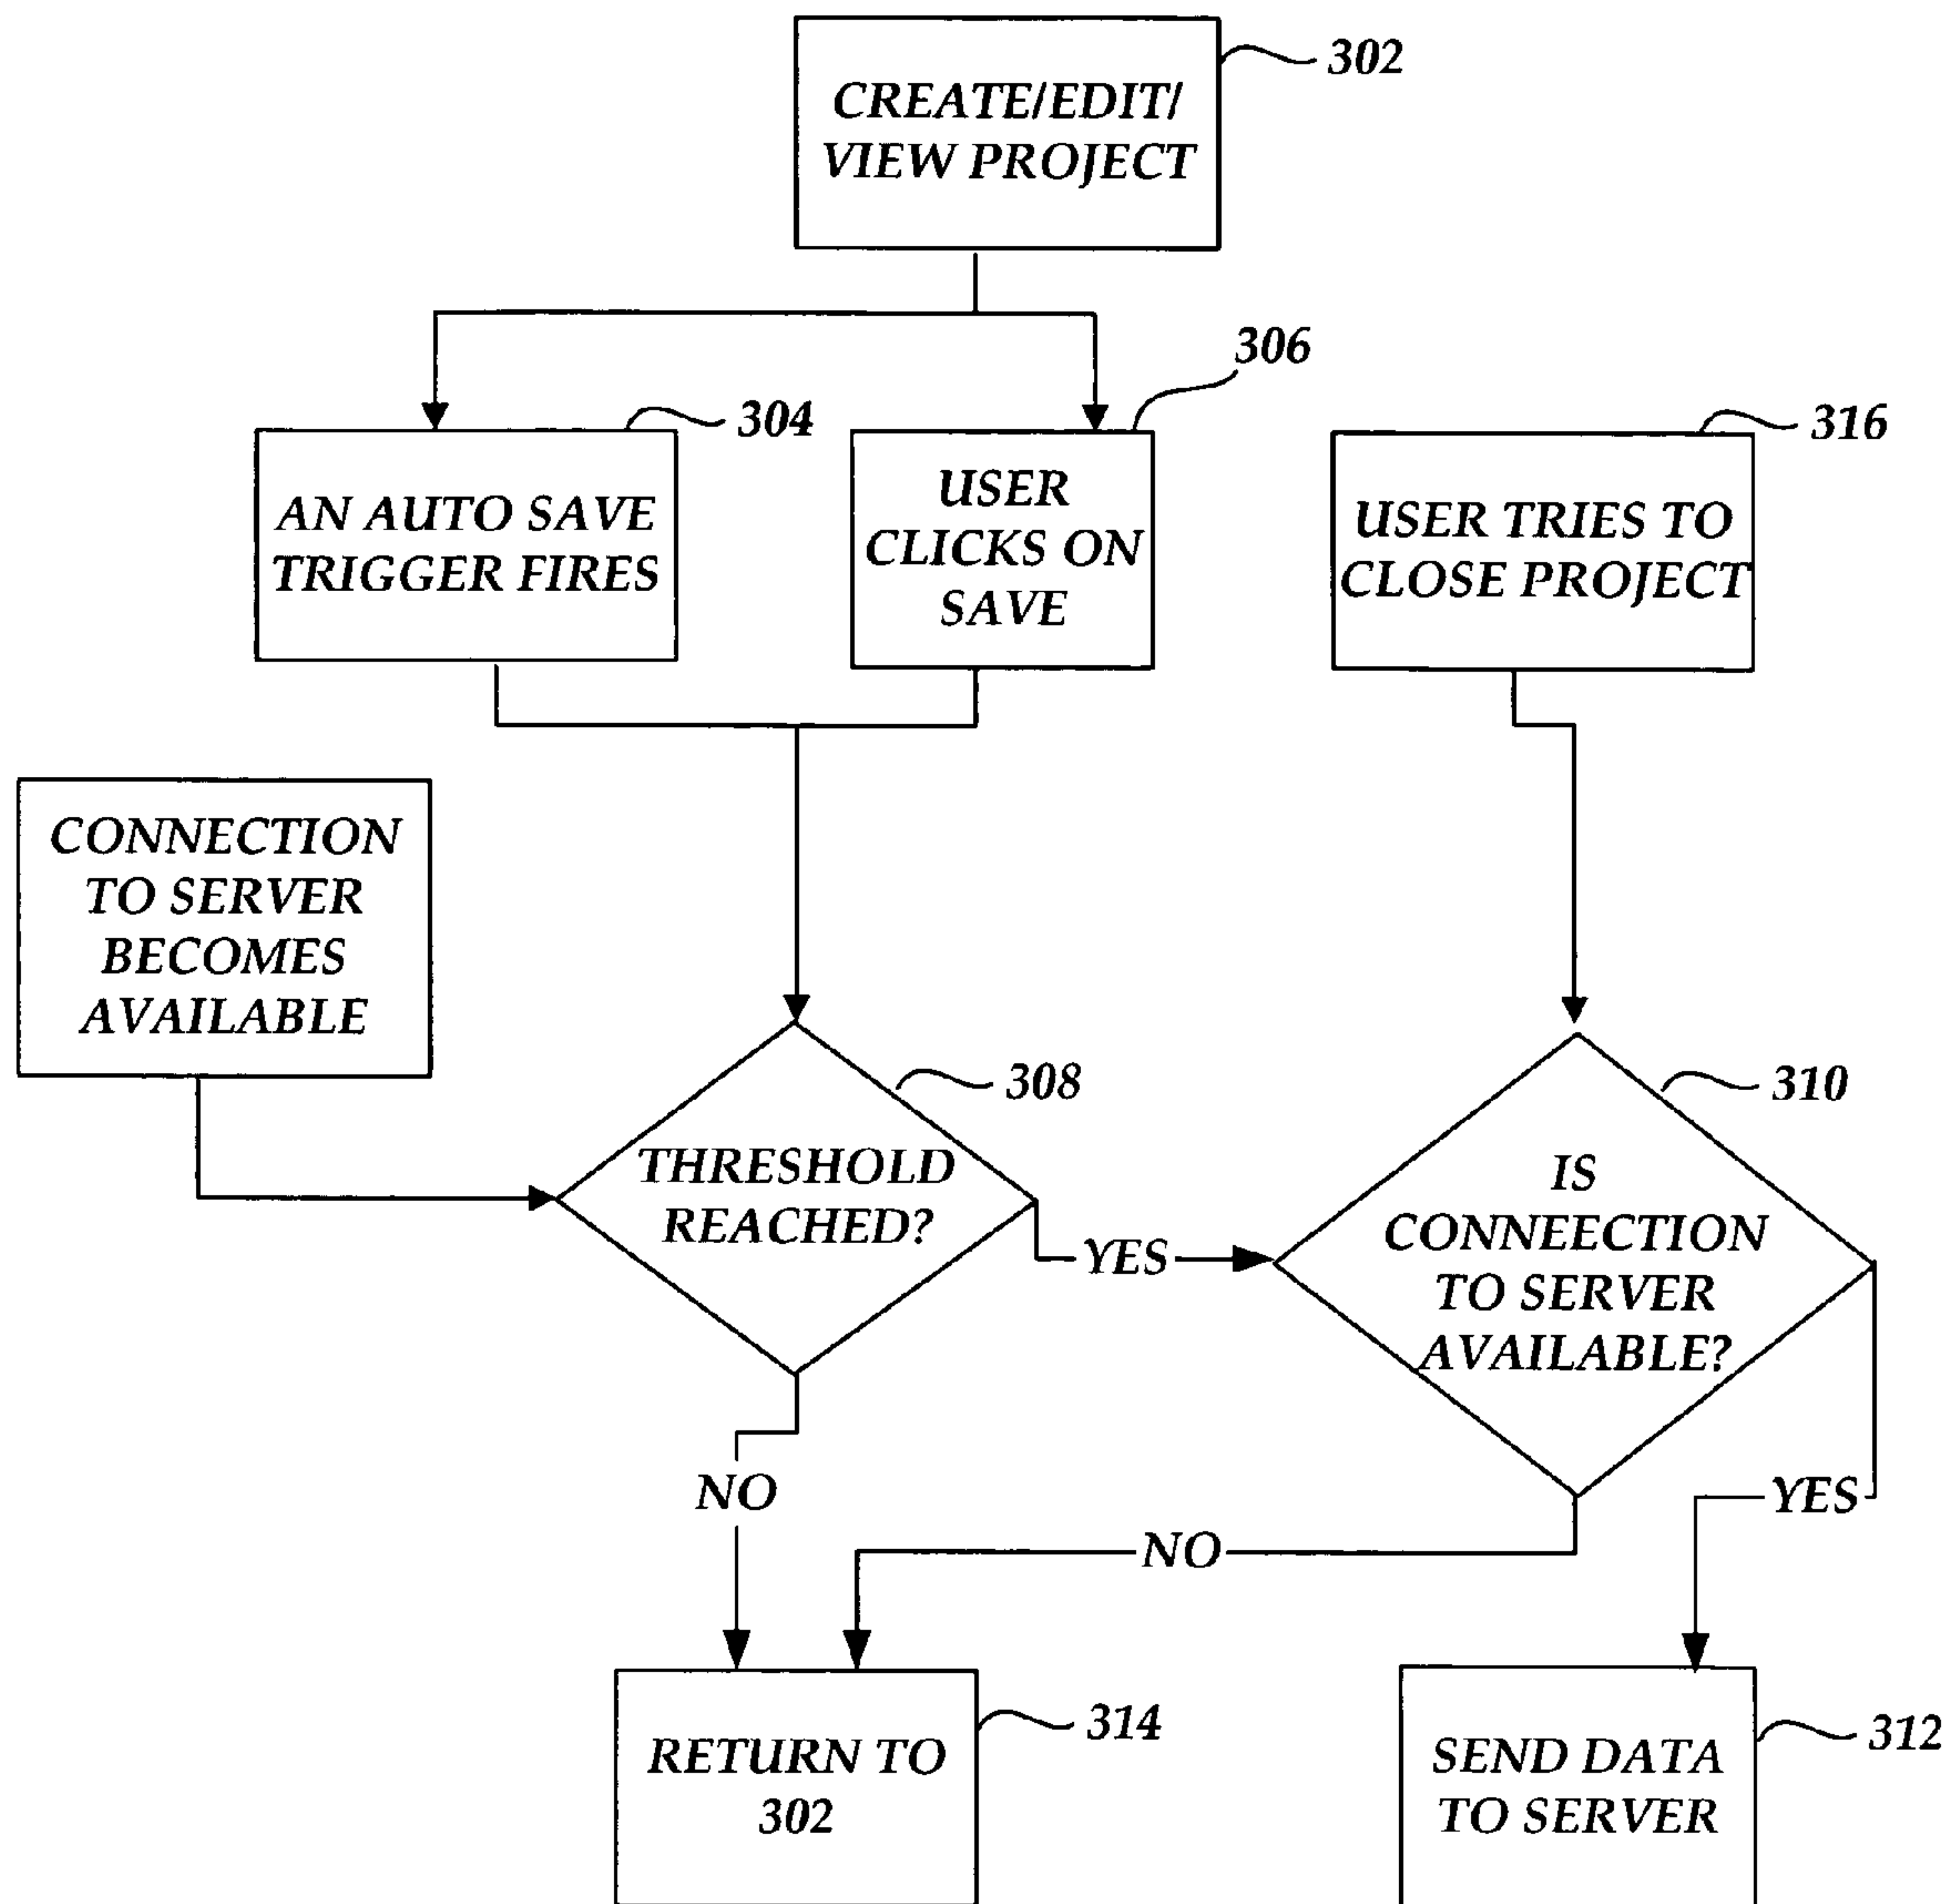 302
CREATE/EDIT/
VIEW PROJECT
306
304
316
AN AUTO SAVE
TRIGGER FIRES
USER
CLICKS ON
SAVE
USER TRIES TO
CLOSE PROJECT
CONNECTION
TO SERVER
BECOMES
AVAILABLE
308
310
THRESHOLD
REACHED?
YES
IS
CONNEECTION
TO SERVER
AVAILABLE?
NO
YES
NO
314
312
RETURN TO
302
SEND DATA
TO SERVER